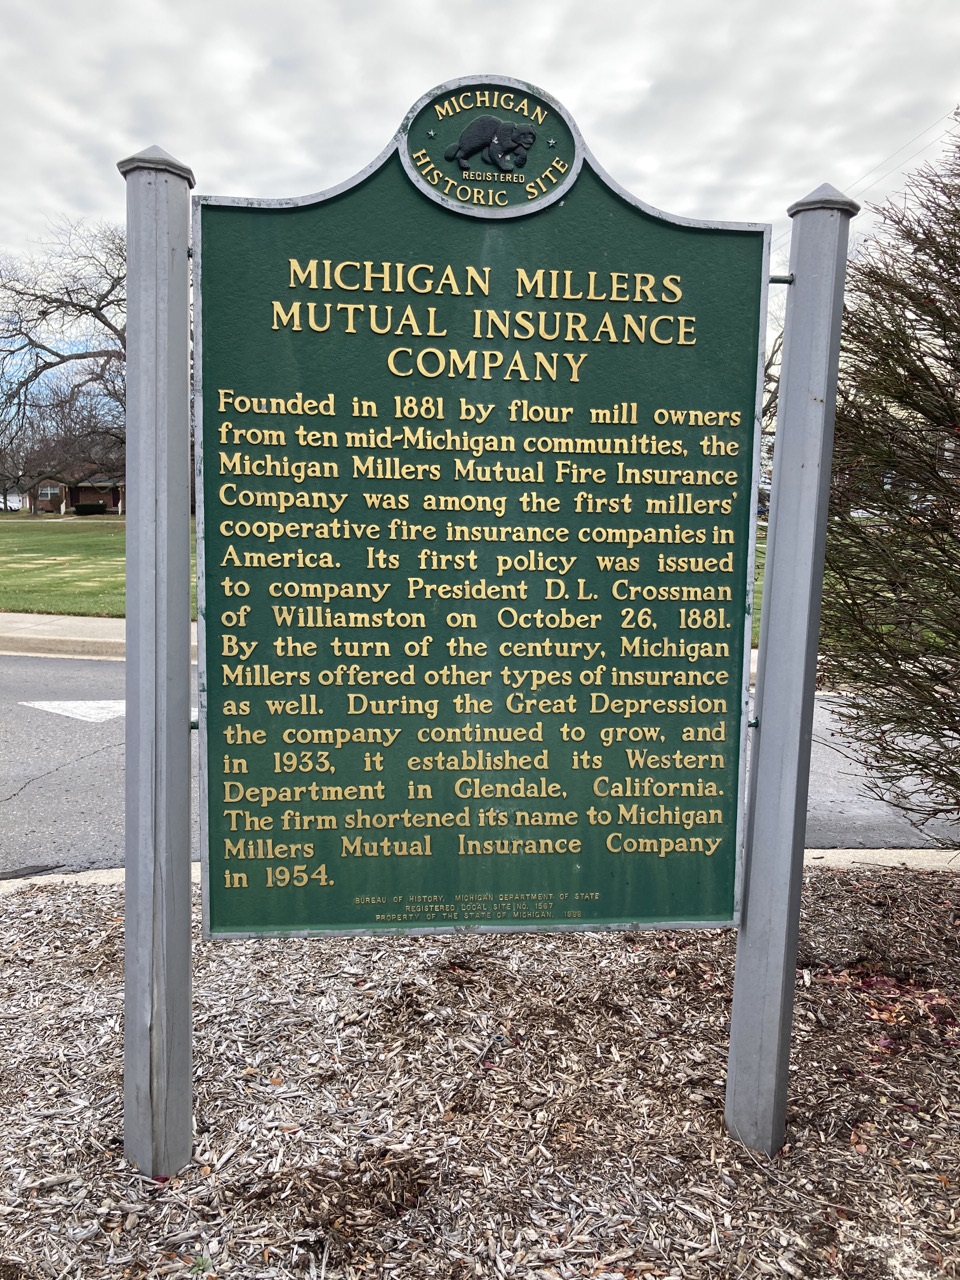 MICHIGAN
REGISTERED
HISTORIC SITE
MICHIGAN MILLERS
MUTUAL INSURANCE
COMPANY
Founded in 1881 by flour mill owners
from ten mid-Michigan communities, the
Michigan Millers Mutual Fire Insurance
Company was among the first millers'
cooperative fire insurance companies in
America. Its first policy was issued
to company President D. L. Crossman
of Williamston on October 26, 1881.
By the turn of the century, Michigan
Millers offered other types of insurance
as well. During the Great Depression
the company continued to grow, and
in 1933, it established its Western
Department in Glendale, California.
The firm shortened its name to Michigan
Millers Mutual Insurance Company
in 1954.
BUREAU OF HISTORY, MICHIGAN DEPARTMENT OF STATE
REGISTERED LOCAL SITE NO.
PROPERTY OF THE STATE OF MICHIGAN,